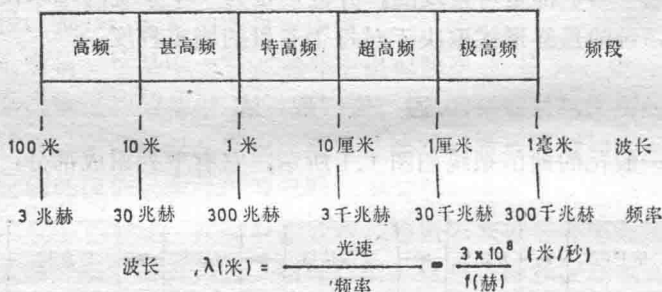 高频 甚高频 特高频 超高频 极高频 频段
100米 10米 1米 10厘米 1厘米 1毫米 波长
3兆赫 30兆赫 300兆赫 3千兆赫 30千兆赫 300千兆赫 频率
波长 ,λ(米) = 光速 / 频率 = 3×10⁸ (米/秒) / f(赫)